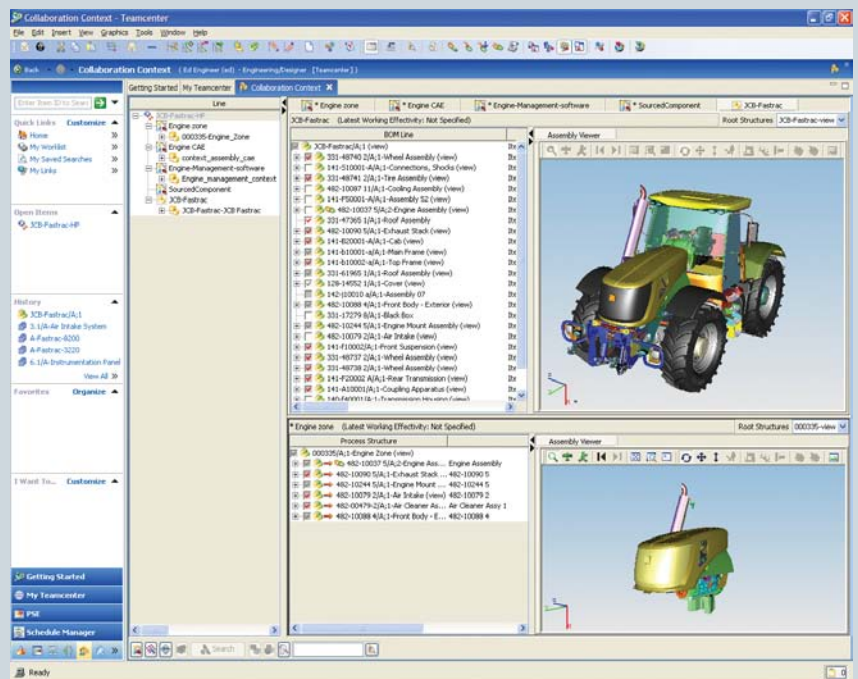 Collaboration Context - Teamcenter
File Edit Insert View Graphics Tools Window Help
Back Collaboration Context ( Ed Engineer (ed) - Engineering/Designer [Teamcenter] )
Getting Started My Teamcenter Collaboration Context
Enter Item ID to Search
Quick Links Customize
Home
My Worklist
My Saved Searches
My Links
Open Items
JCB-Fastrac-HF
History
JCB-Fastrac/A;1
3.1/A-Air Intake System
A-Fastrac-8200
A-Fastrac-3220
6.1/A-Instrumentation Panel
View All
Favorites Organize
I Want To... Customize
Getting Started
My Teamcenter
PSE
Schedule Manager
Line
JCB-Fastrac-HF
Engine zone
000335-Engine_Zone
Engine CAE
context_assembly_cae
Engine-Management-software
Engine_management_context
SourcedComponent
JCB-Fastrac
JCB-Fastrac-JCB Fastrac
* Engine zone * Engine CAE * Engine-Management-software * SourcedComponent JCB-Fastrac
JCB-Fastrac (Latest Working Effectivity: Not Specified) Root Structures JCB-Fastrac-view
BOM Line
JCB-Fastrac/A;1 (view)
331-48740 2/A;1-Wheel Assembly (view)
141-S10001-A/A;1-Connections, Shocks (view)
331-48741 2/A;1-Tire Assembly (view)
482-10087 11/A;1-Cooling Assembly (view)
141-F50001-A/A;1-Assembly S2 (view)
482-10037 5/A;2-Engine Assembly (view)
331-47365 1/A;1-Roof Assembly
482-10090 5/A;1-Exhaust Stack (view)
141-B20001-A/A;1-Cab (view)
141-b10001-a/A;1-Main Frame (view)
141-b10002-a/A;1-Top Frame (view)
331-61965 1/A;1-Roof Assembly (view)
128-14552 1/A;1-Cover (view)
142-j10010 a/A;1-Assembly 07
482-10088 4/A;1-Front Body - Exterior (view)
331-17279 8/A;1-Black Box
482-10244 5/A;1-Engine Mount Assembly (view)
482-10079 2/A;1-Air Intake (view)
141-f10002/A;1-Front Suspension (view)
331-48737 2/A;1-Wheel Assembly (view)
331-48738 2/A;1-Wheel Assembly (view)
141-F20002 A/A;1-Rear Transmission (view)
141-A10001/A;1-Coupling Apparatus (view)
140-f40001/A;1-Transmission Housing (view)
Assembly Viewer
* Engine zone (Latest Working Effectivity: Not Specified) Root Structures 000335-view
Process Structure
000335/A;1-Engine Zone (view)
482-10037 5/A;2-Engine Ass... Engine Assembly
482-10090 5/A;1-Exhaust Stack ... 482-10090 5
482-10244 5/A;1-Engine Mount ... 482-10244 5
482-10079 2/A;1-Air Intake (view) 482-10079 2
482-00479-2/A;1-Air Cleaner As... Air Cleaner Assy 1
482-10088 4/A;1-Front Body - E... 482-10088 4
Assembly Viewer
Search
Ready
0